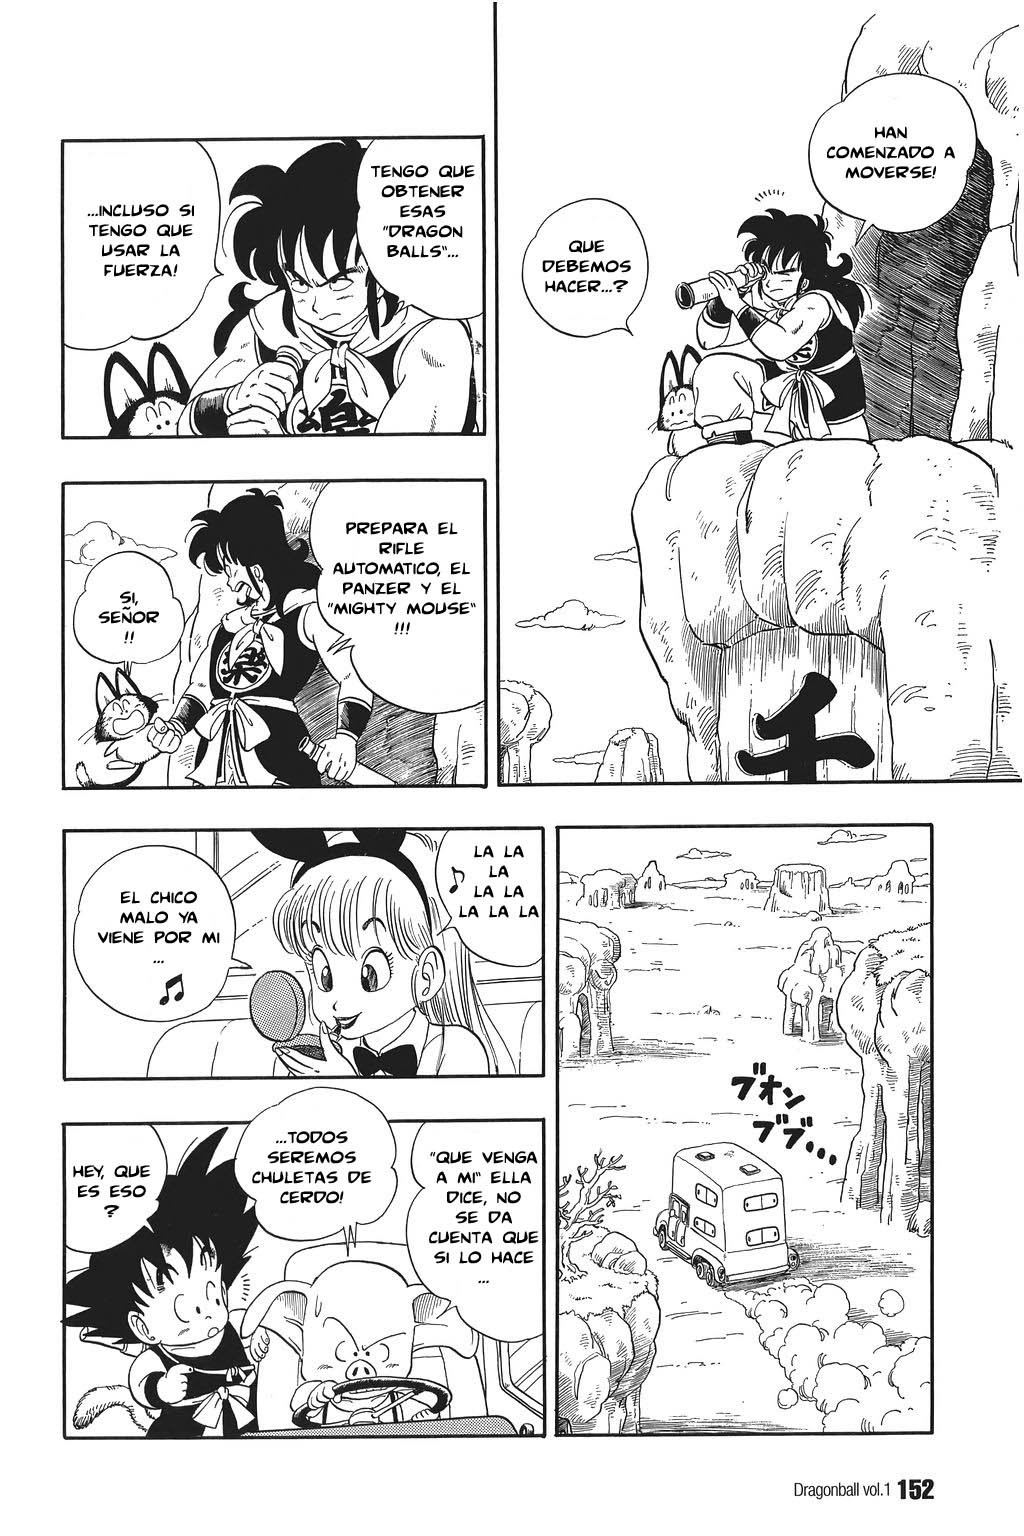 HAN
COMENZADO A
MOVERSE!
QUE
DEBEMOS
HACER...?
チ
TENGO QUE
OBTENER
ESAS
"DRAGON
BALLS"...
...INCLUSO SI
TENGO QUE
USAR LA
FUERZA!
PREPARA EL
RIFLE
AUTOMATICO, EL
PANZER Y EL
"MIGHTY MOUSE"
!!!
樂
SI,
SEÑOR
!!
ブオン
ブブ...
LA LA
LA
LA LA
LA LA LA
EL CHICO
MALO YA
VIENE POR MI
...
"QUE VENGA
A MI" ELLA
DICE, NO
SE DA
CUENTA QUE
SI LO HACE
...
...TODOS
SEREMOS
CHULETAS DE
CERDO!
HEY, QUE
ES ESO
?
Dragonball vol.1 152